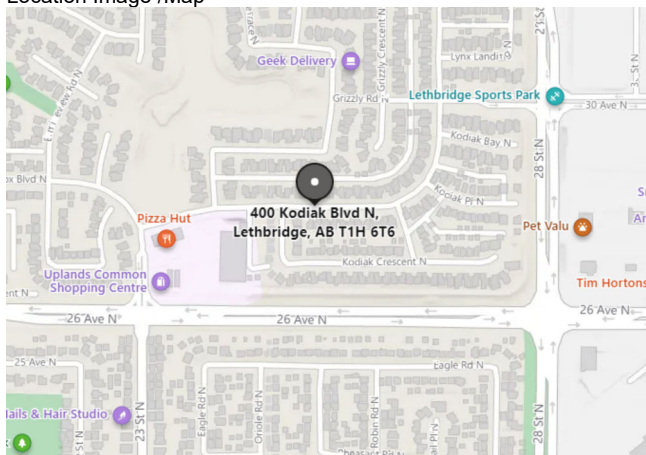 Location Image /Map
Grizzly Crescent N
Geek Delivery
Lynx Landing N
Lethbridge Sports Park
Grizzly Rd N
30 Ave N
Kodiak Bay N
28 St N
Blvd N
Kodiak Pl N
400 Kodiak Blvd N,
Lethbridge, AB T1H 6T6
Pizza Hut
Pet Valu
Kodiak Crescent N
Uplands Common
Shopping Centre
Tim Hortons
26 Ave N
26 Ave N
26 Ave N
25 Ave N
Eagle Rd N
Nails & Hair Studio
23 St N
Eagle Rd N
Oriole Rd N
Robin Rd N
28 St N
Pheasant Rd N